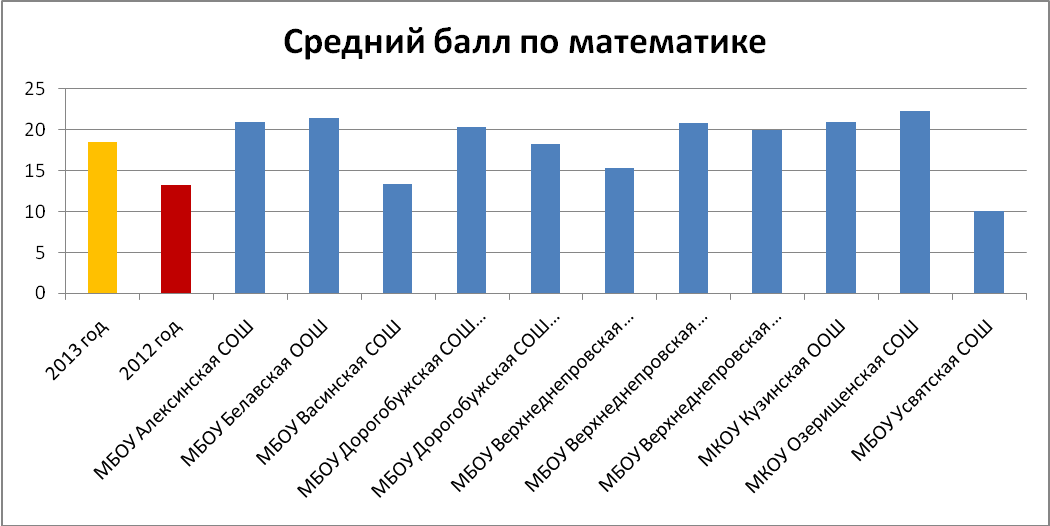 Средний балл по математике
25
20
15
10
5
0
2013 год
2012 год
МБОУ Алексинская СОШ
МБОУ Белавская ООШ
МБОУ Васинская СОШ
МБОУ Дорогобужская СОШ...
МБОУ Дорогобужская СОШ...
МБОУ Верхнеднепровская...
МБОУ Верхнеднепровская...
МБОУ Верхнеднепровская...
МКОУ Кузинская ООШ
МКОУ Озерищенская СОШ
МБОУ Усвятская СОШ